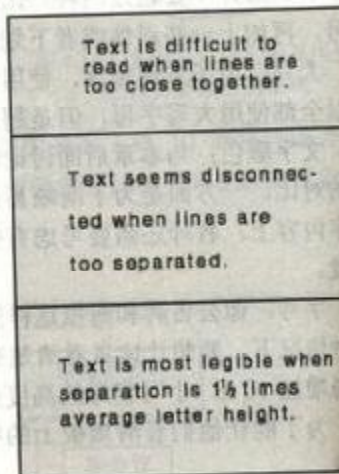 Text is difficult to
read when lines are
too close together.
Text seems disconnec-
ted when lines are
too separated.
Text is most legible when
separation is 1½ times
average letter height.